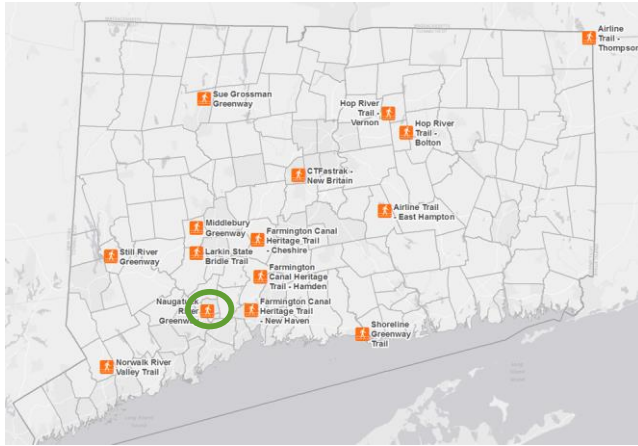 Airline
Trail -
Thompson
Sue Grossman
Greenway
Hop River
Trail -
Vernon
Hop River
Trail -
Bolton
CTFastrak -
New Britain
Airline Trail
- East Hampton
Middlebury
Greenway
Farmington Canal
Heritage Trail
- Cheshire
Still River
Greenway
Larkin State
Bridle Trail
Farmington
Canal Heritage
Trail - Hamden
Naugatuck
River
Greenway
Farmington Canal
Heritage Trail
- New Haven
Shoreline
Greenway
Trail
Norwalk River
Valley Trail